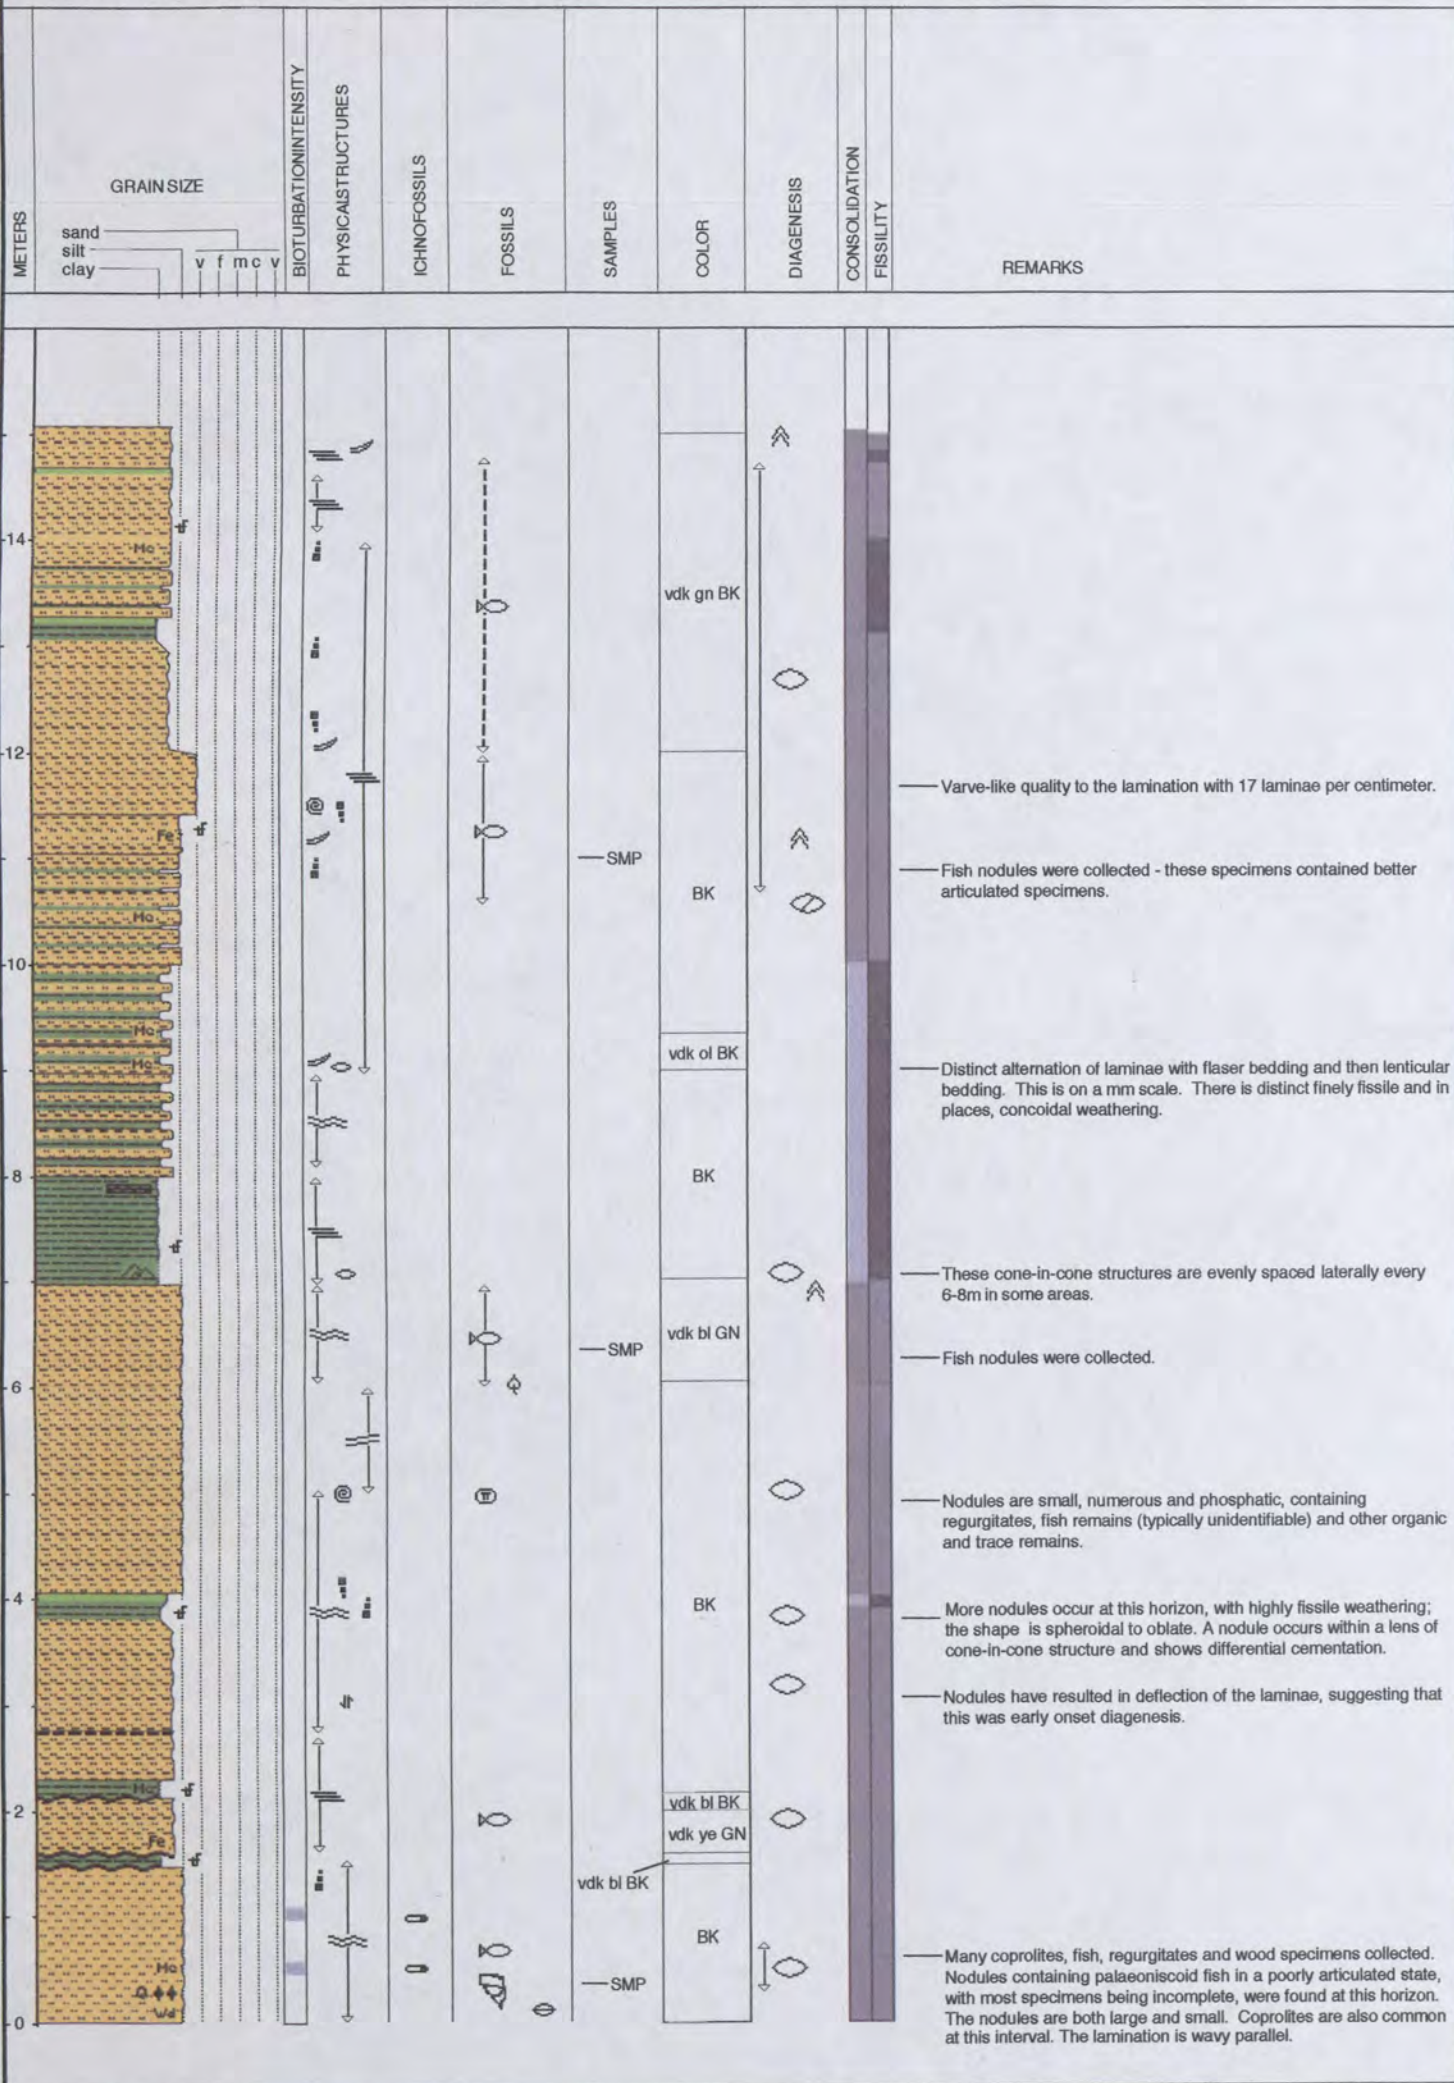 METERS
GRAIN SIZE
sand
silt
clay
v f m c v
BIOTURBATIONINTENSITY
PHYSICALSTRUCTURES
ICHNOFOSSILS
FOSSILS
SAMPLES
COLOR
DIAGENESIS
CONSOLIDATION
FISSILITY
REMARKS
14
vdk gn BK
12
Varve-like quality to the lamination with 17 laminae per centimeter.
Fe
SMP
Fish nodules were collected - these specimens contained better
articulated specimens.
BK
10
vdk ol BK
Distinct alternation of laminae with flaser bedding and then lenticular
bedding. This is on a mm scale. There is distinct finely fissile and in
places, concoidal weathering.
8
BK
These cone-in-cone structures are evenly spaced laterally every
6-8m in some areas.
vdk bl GN
SMP
Fish nodules were collected.
6
Nodules are small, numerous and phosphatic, containing
regurgitates, fish remains (typically unidentifiable) and other organic
and trace remains.
4
BK
More nodules occur at this horizon, with highly fissile weathering;
the shape is spheroidal to oblate. A nodule occurs within a lens of
cone-in-cone structure and shows differential cementation.
Nodules have resulted in deflection of the laminae, suggesting that
this was early onset diagenesis.
vdk bl BK
2
vdk ye GN
Fe
vdk bl BK
BK
Many coprolites, fish, regurgitates and wood specimens collected.
Nodules containing palaeoniscoid fish in a poorly articulated state,
with most specimens being incomplete, were found at this horizon.
The nodules are both large and small. Coprolites are also common
at this interval. The lamination is wavy parallel.
SMP
0